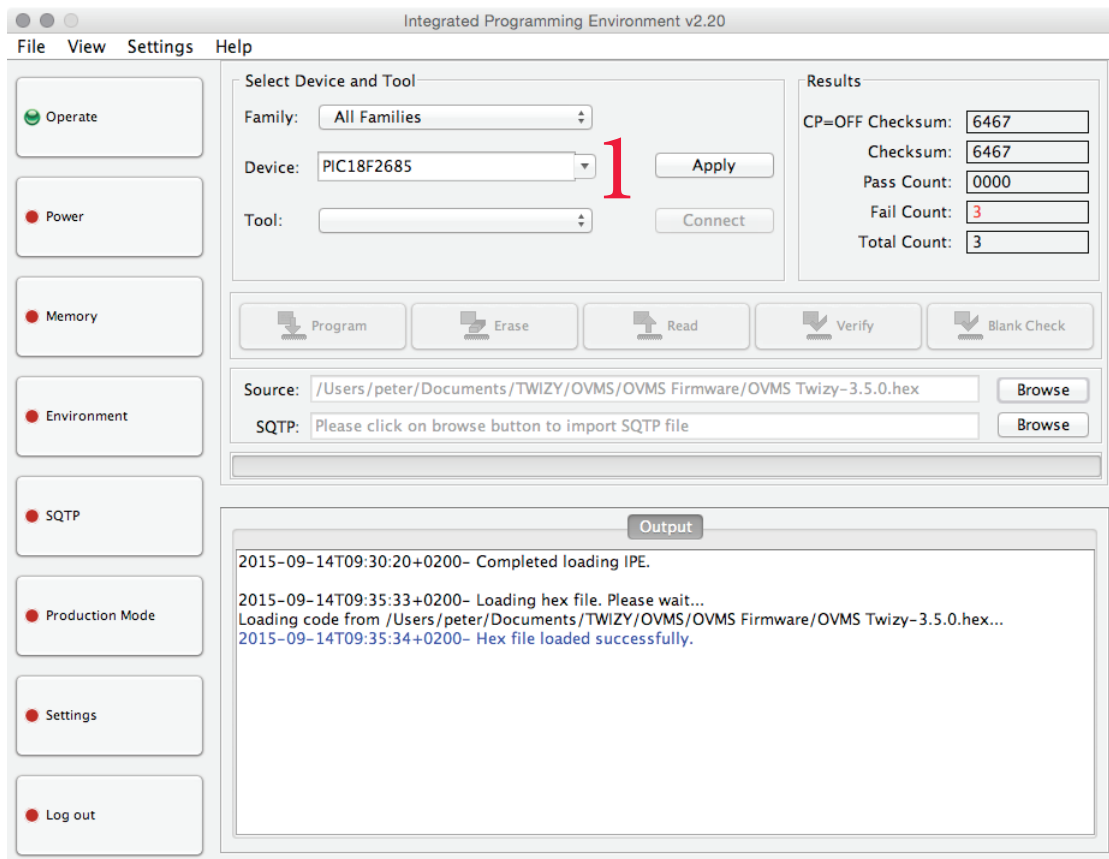 Integrated Programming Environment v2.20
File View Settings Help
Operate
Power
Memory
Environment
SQTP
Production Mode
Settings
Log out
Select Device and Tool
Family: All Families
Device: PIC18F2685
1
Apply
Tool:
Connect
Results
CP=OFF Checksum: 6467
Checksum: 6467
Pass Count: 0000
Fail Count: 3
Total Count: 3
Program Erase Read Verify Blank Check
Source: /Users/peter/Documents/TWIZY/OVMS/OVMS Firmware/OVMS Twizy-3.5.0.hex Browse
SQTP: Please click on browse button to import SQTP file Browse
Output
2015-09-14T09:30:20+0200- Completed loading IPE.
2015-09-14T09:35:33+0200- Loading hex file. Please wait...
Loading code from /Users/peter/Documents/TWIZY/OVMS/OVMS Firmware/OVMS Twizy-3.5.0.hex...
2015-09-14T09:35:34+0200- Hex file loaded successfully.